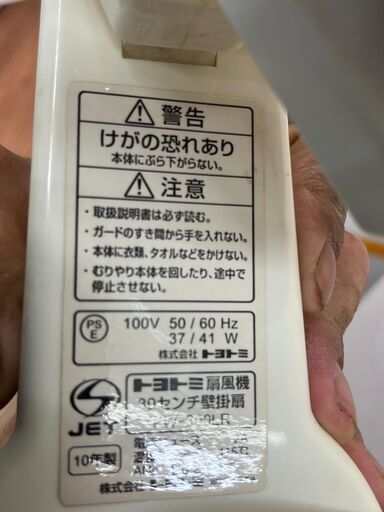 警告
けがの恐れあり
本体にぶら下がらない。
注意
・取扱説明書は必ず読む。
・ガードのすき間から手を入れない。
・本体に衣類、タオルなどをかけない。
・むりやり本体を回したり、途中で
停止させない。
PS
E
100V 50 / 60 Hz
37 / 41 W
株式会社 トヨトミ
トヨトミ扇風機
30センチ壁掛扇
JET
10年製
株式会社